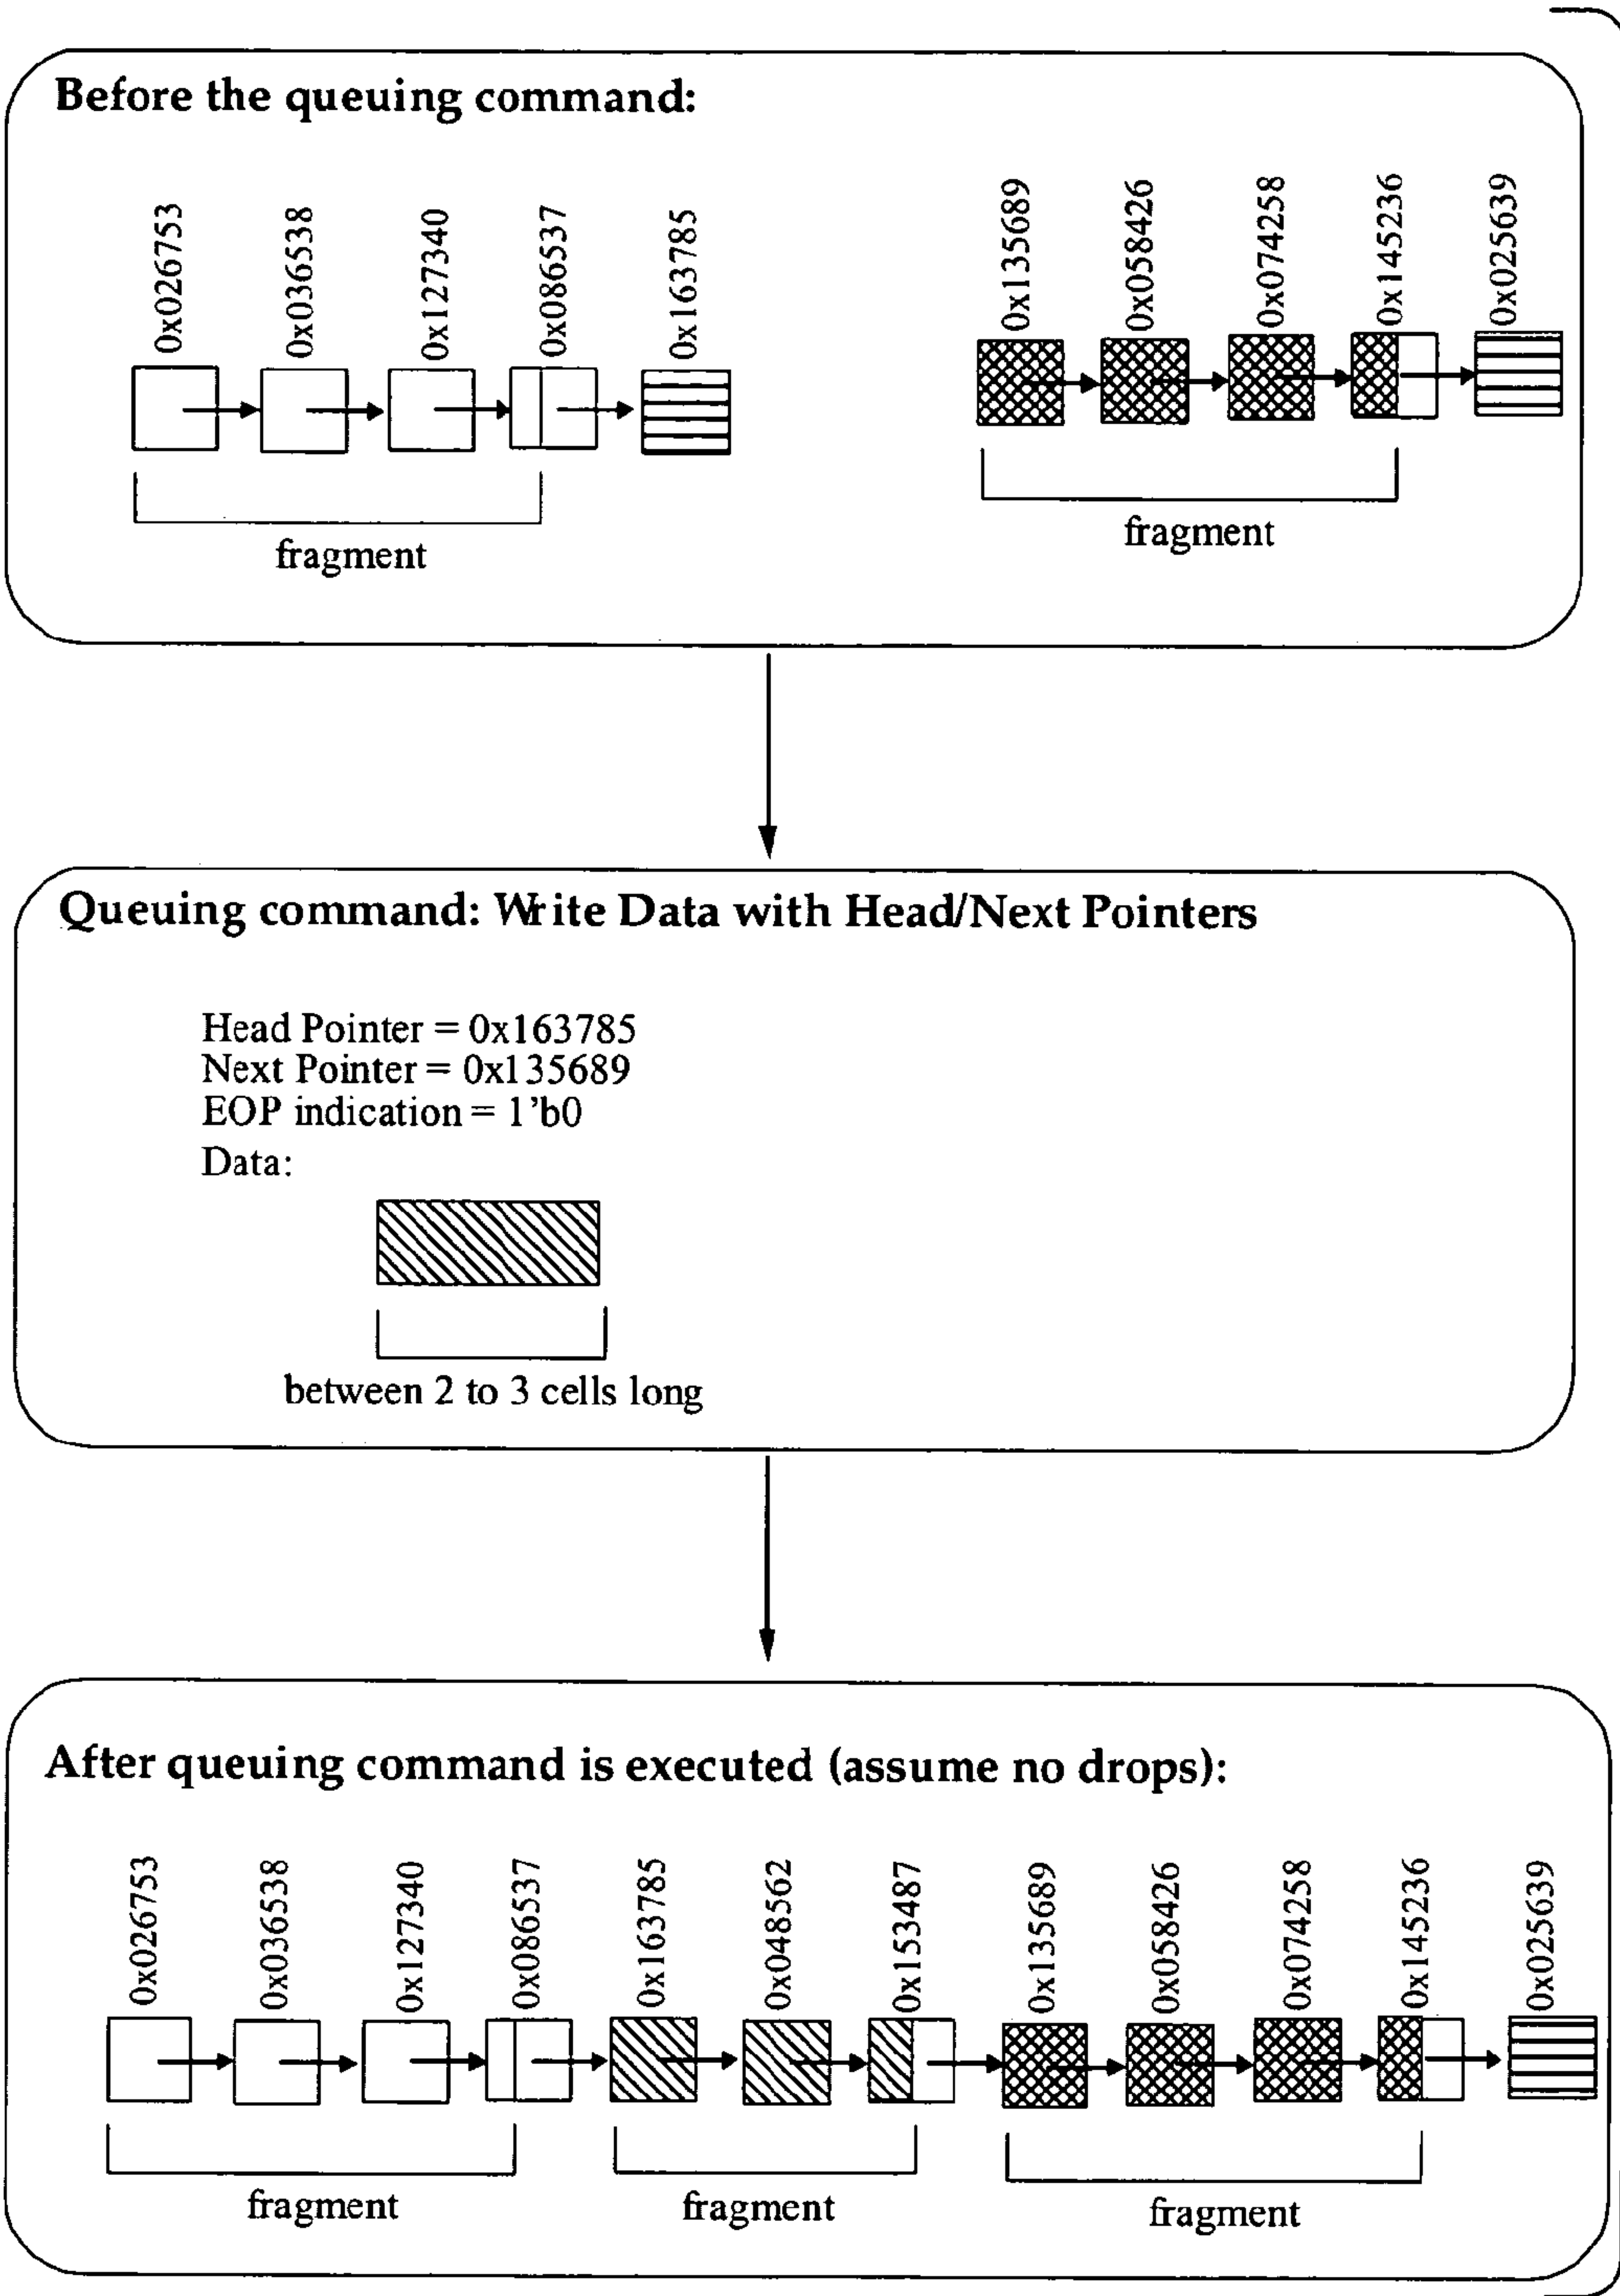 Before the queuing command:
0x026753
0x036538
0x127340
0x086537
0x163785
0x135689
0x058426
0x074258
0x145236
0x025639
fragment
fragment
Queuing command: Write Data with Head/Next Pointers
Head Pointer = 0x163785
Next Pointer = 0x135689
EOP indication = 1’b0
Data:
between 2 to 3 cells long
After queuing command is executed (assume no drops):
0x026753
0x036538
0x127340
0x086537
0x163785
0x048562
0x153487
0x135689
0x058426
0x074258
0x145236
0x025639
fragment
fragment
fragment